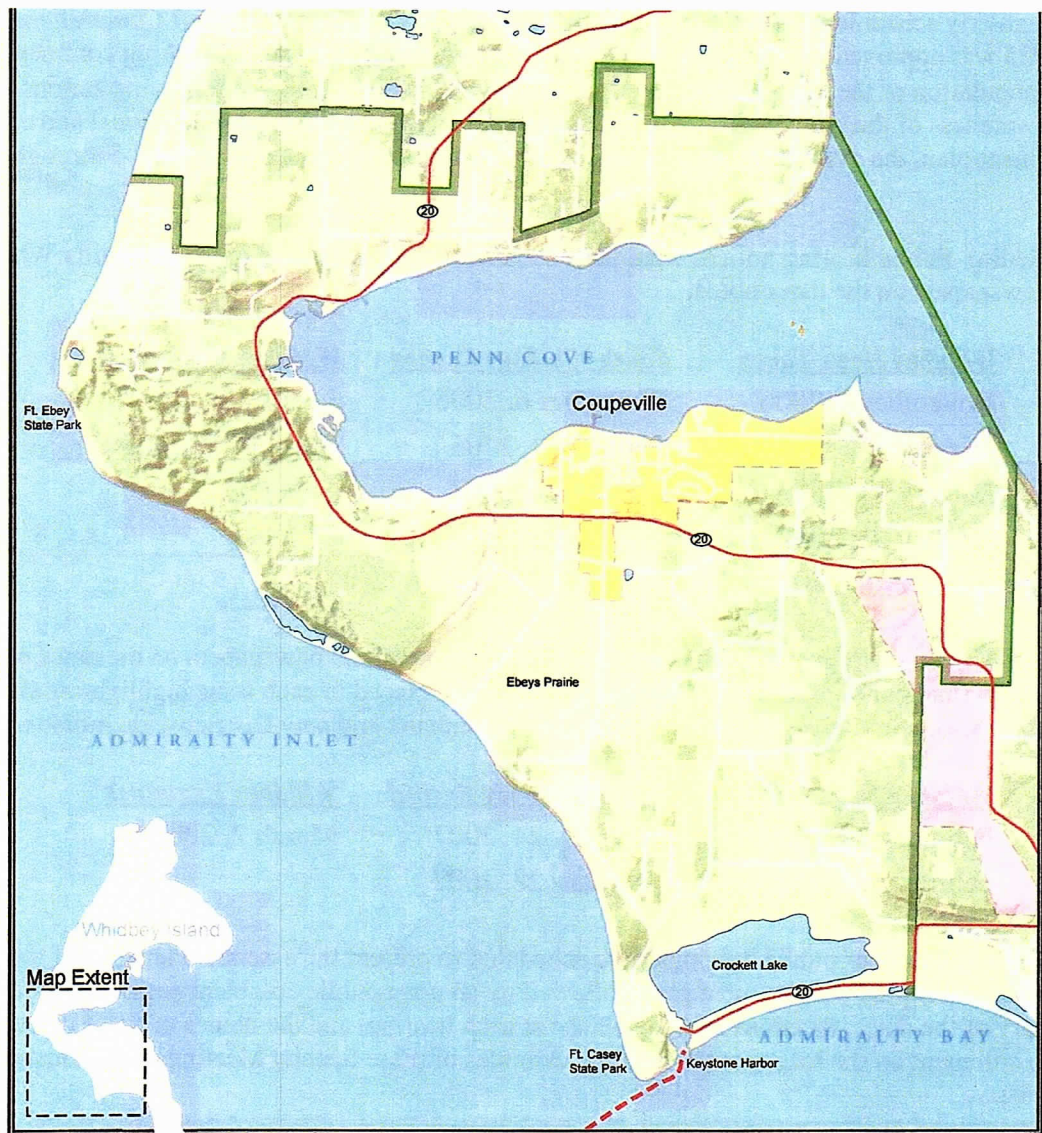 20
PENN COVE
Coupeville
Ft. Ebey
State Park
20
Ebeys Prairie
ADMIRALTY INLET
Whidbey Island
Map Extent
Crockett Lake
20
ADMIRALTY BAY
Ft. Casey
State Park
Keystone Harbor